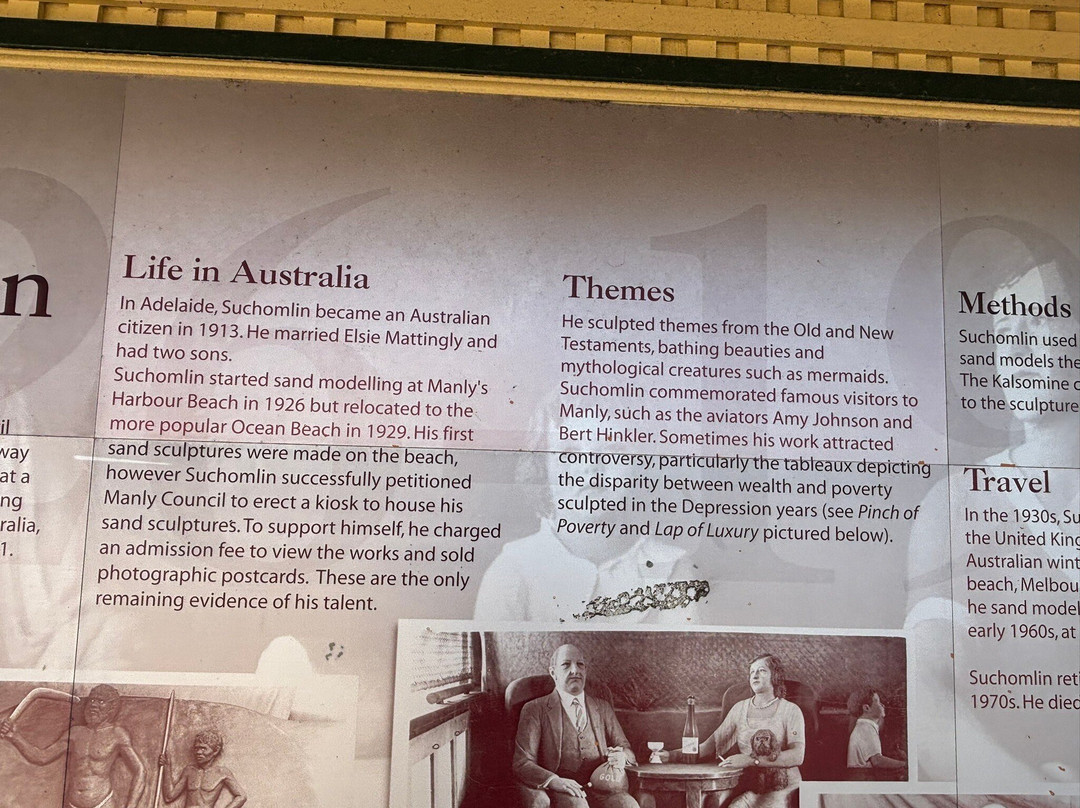 n
il
way
at a
ng
ralia,
1.
Life in Australia
In Adelaide, Suchomlin became an Australian
citizen in 1913. He married Elsie Mattingly and
had two sons.
Suchomlin started sand modelling at Manly's
Harbour Beach in 1926 but relocated to the
more popular Ocean Beach in 1929. His first
sand sculptures were made on the beach,
however Suchomlin successfully petitioned
Manly Council to erect a kiosk to house his
sand sculptures. To support himself, he charged
an admission fee to view the works and sold
photographic postcards. These are the only
remaining evidence of his talent.
Themes
He sculpted themes from the Old and New
Testaments, bathing beauties and
mythological creatures such as mermaids.
Suchomlin commemorated famous visitors to
Manly, such as the aviators Amy Johnson and
Bert Hinkler. Sometimes his work attracted
controversy, particularly the tableaux depicting
the disparity between wealth and poverty
sculpted in the Depression years (see Pinch of
Poverty and Lap of Luxury pictured below).
GOLD
Methods
Suchomlin used
sand models the
The Kalsomine c
to the sculpture
Travel
In the 1930s, Su
the United King
Australian wint
beach, Melbou
he sand model
early 1960s, at
Suchomlin reti
1970s. He died